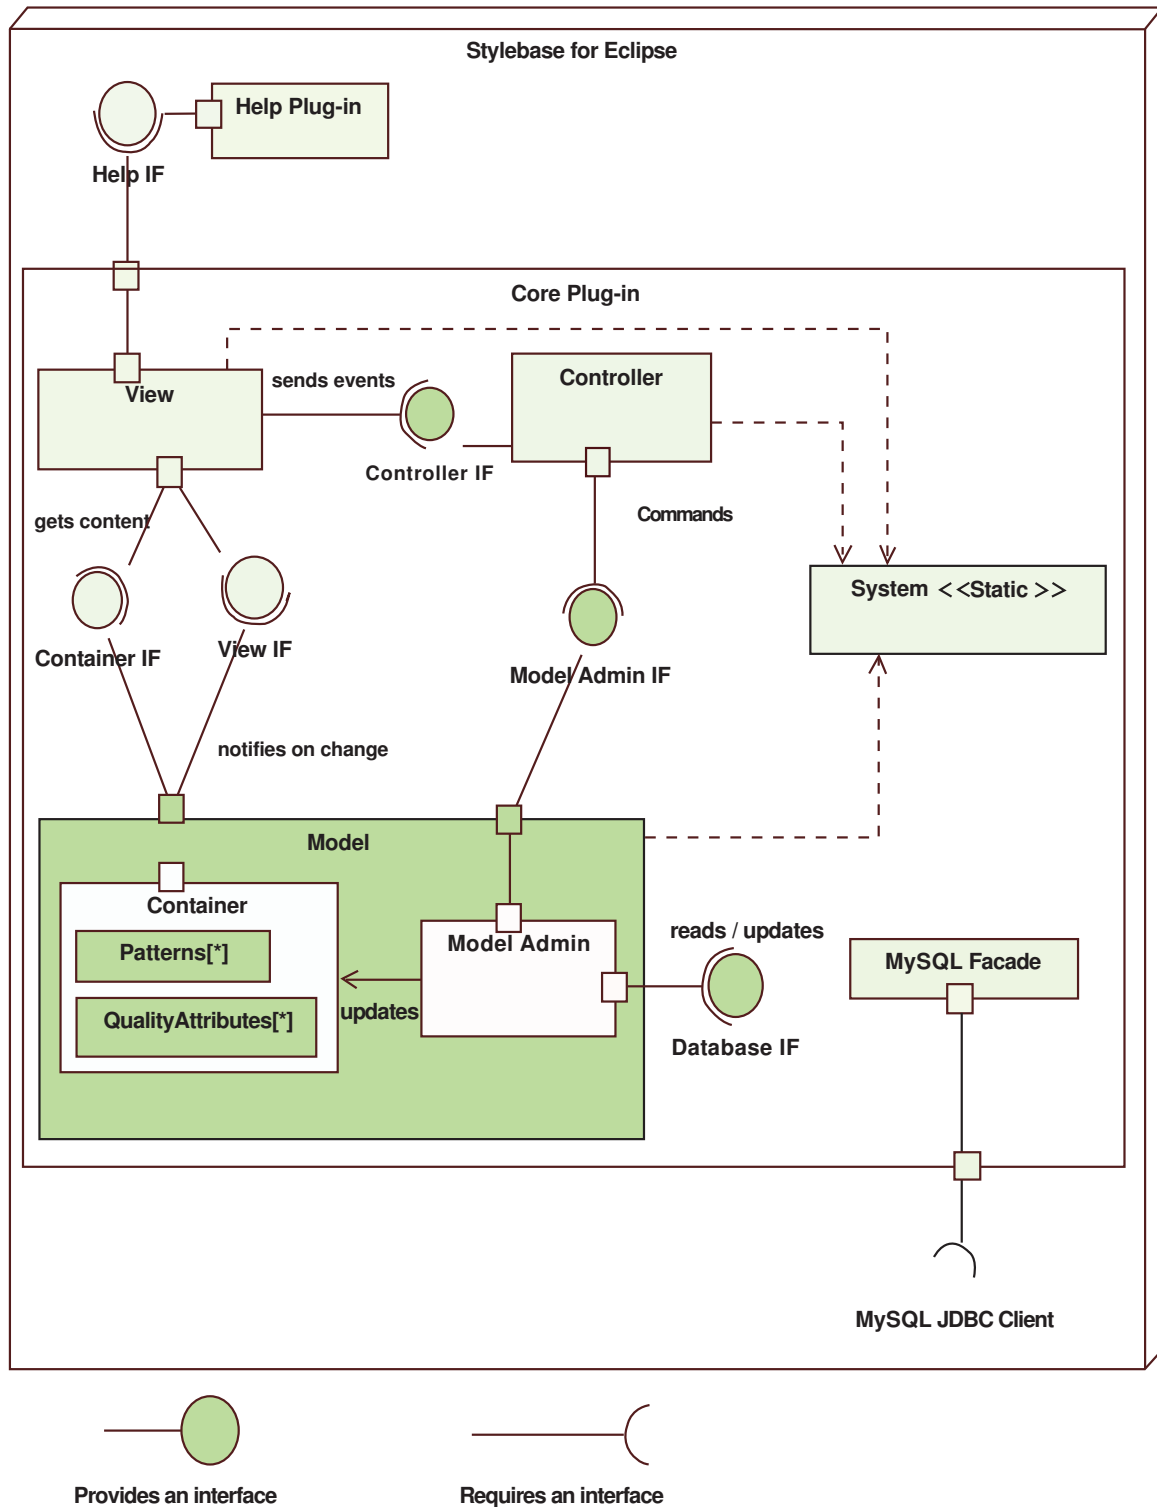 Stylebase for Eclipse
Help Plug-in
Help IF
Core Plug-in
View
sends events
Controller
Controller IF
gets content
Commands
System <<Static >>
Container IF
View IF
Model Admin IF
notifies on change
Model
Container
Patterns[*]
QualityAttributes[*]
updates
Model Admin
reads / updates
Database IF
MySQL Facade
MySQL JDBC Client
Provides an interface
Requires an interface